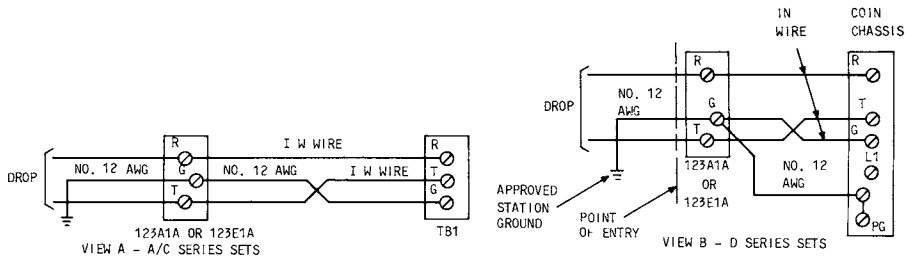 DROP
R
G
T
NO. 12 AWG
NO. 12 AWG
I W WIRE
I W WIRE
R
T
G
TB1
123A1A OR 123E1A
VIEW A - A/C SERIES SETS
IN
WIRE
COIN
CHASSIS
DROP
NO. 12
AWG
R
G
T
R
T
G
L1
PG
123A1A
OR
123E1A
NO. 12
AWG
APPROVED
STATION
GROUND
POINT
OF ENTRY
VIEW B - D SERIES SETS